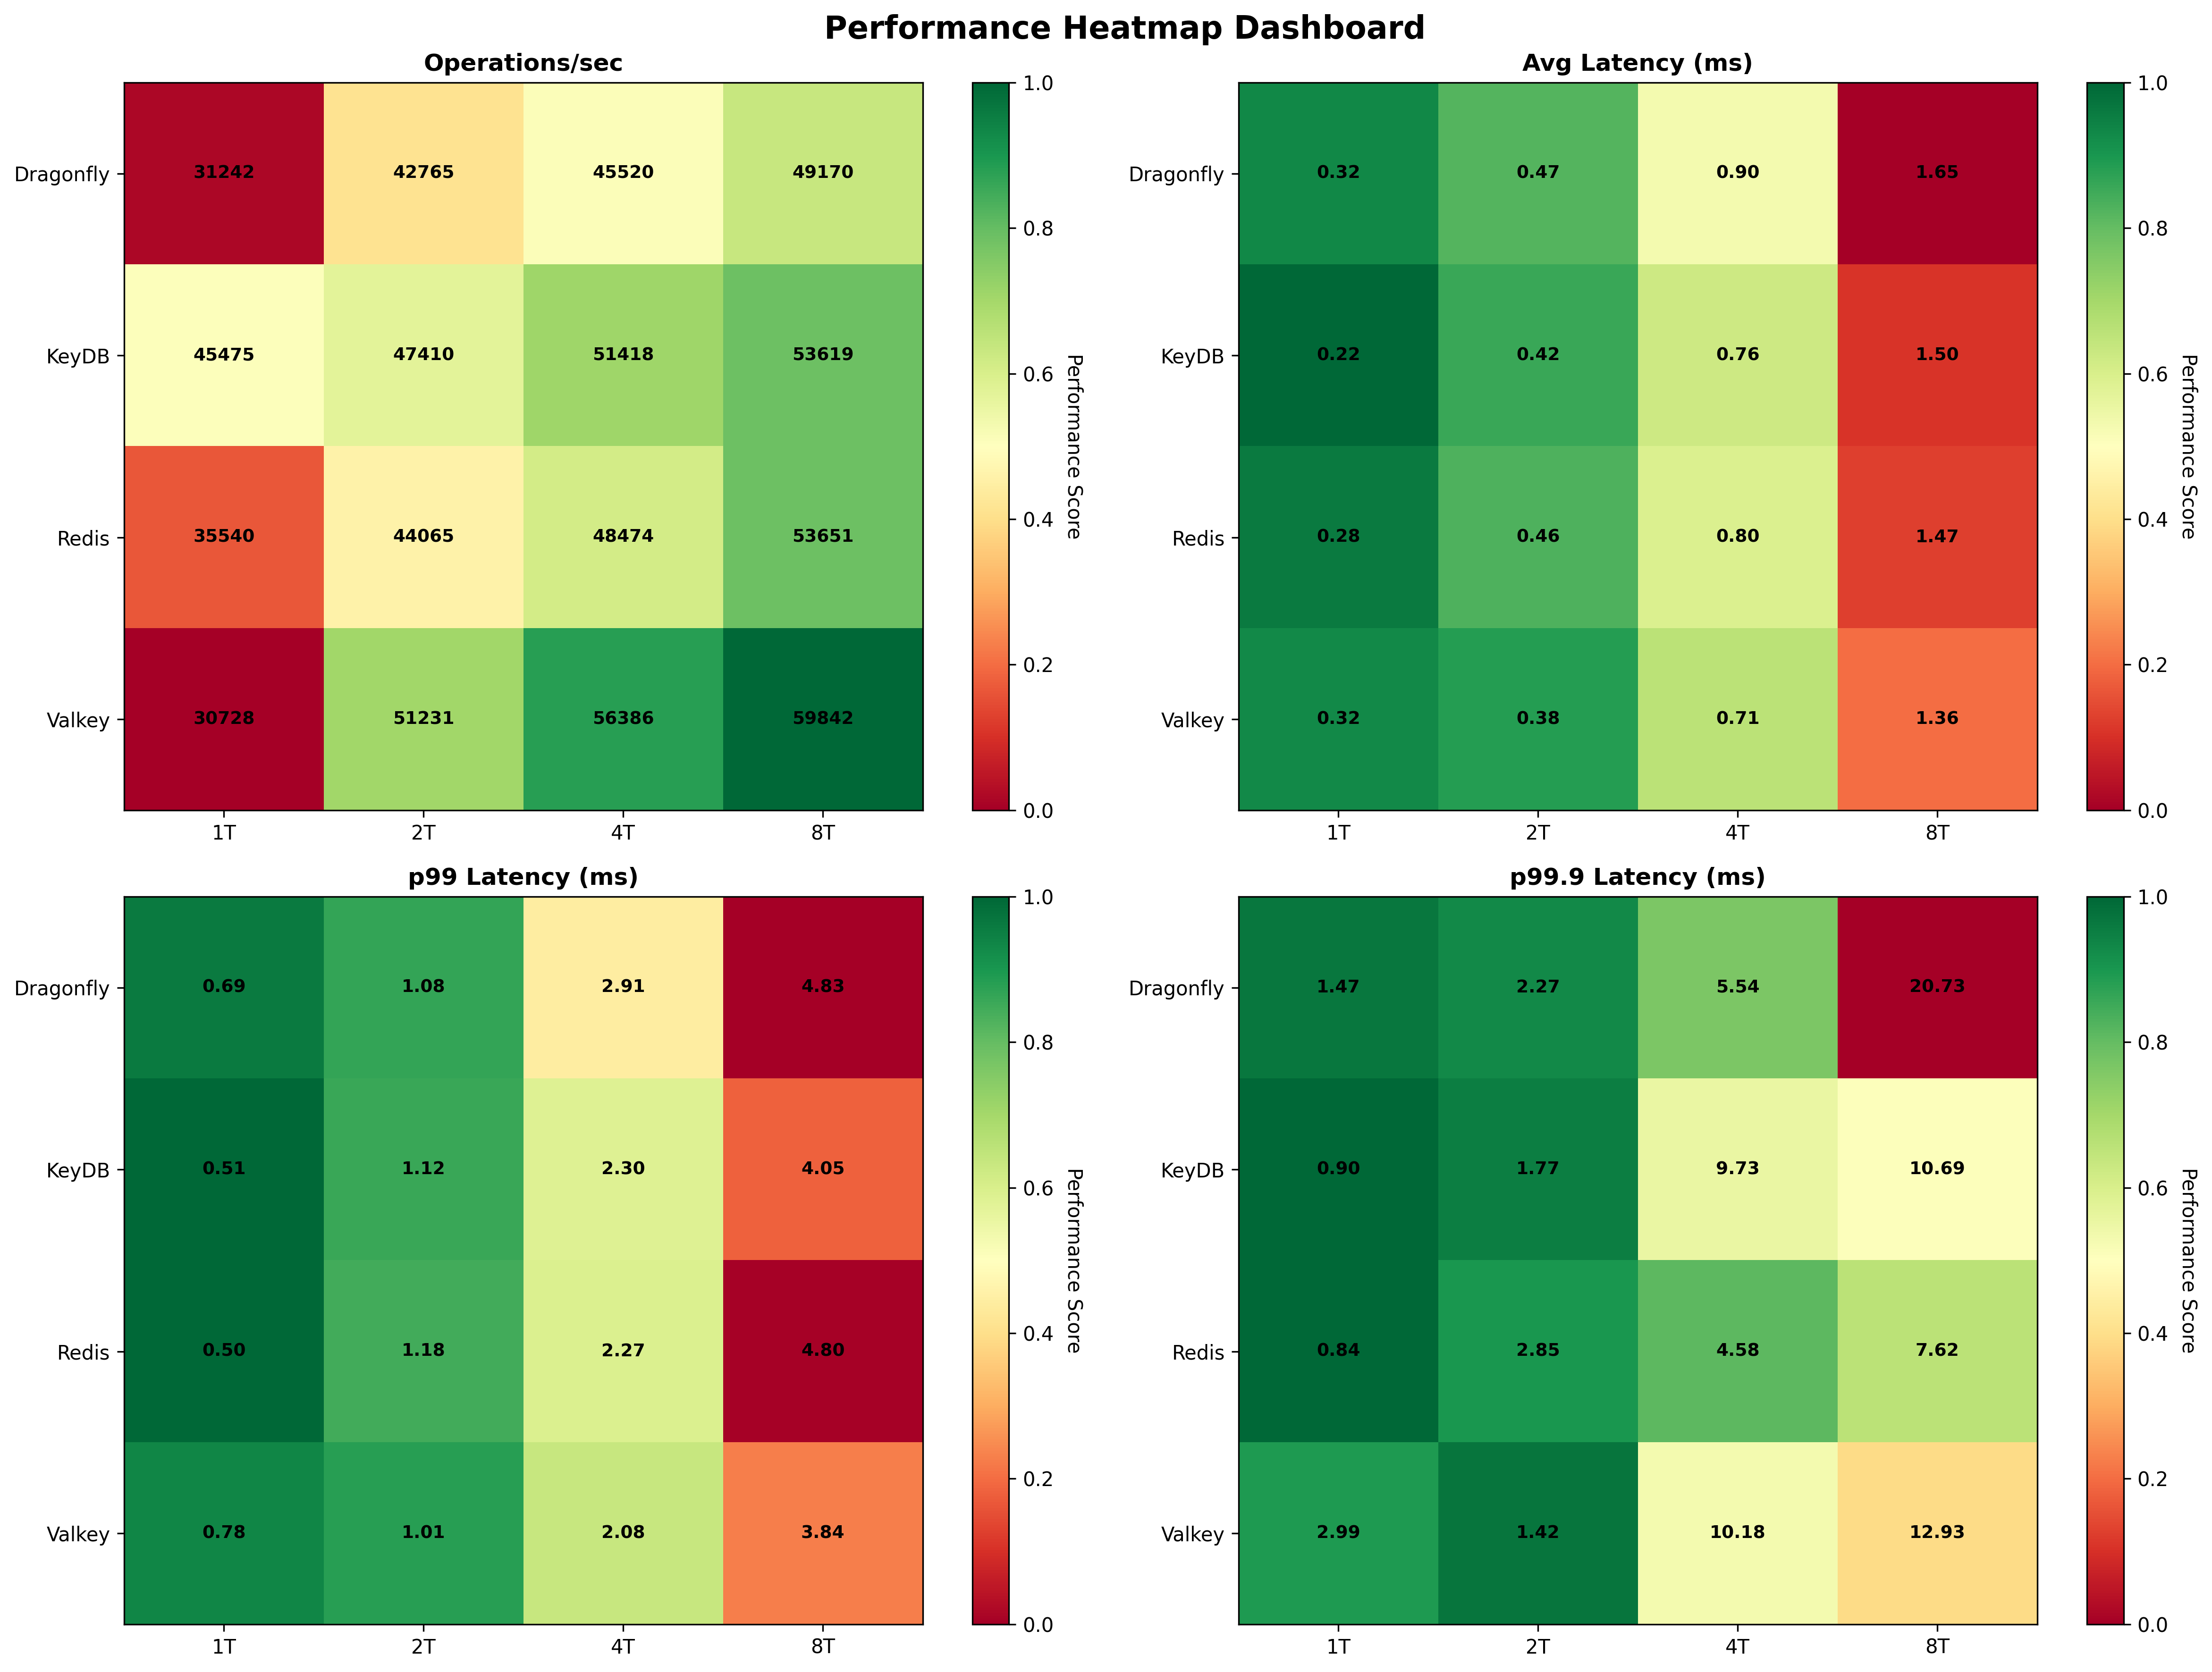 Performance Heatmap Dashboard
Operations/sec
Dragonfly 31242 42765 45520 49170
KeyDB 45475 47410 51418 53619
Redis 35540 44065 48474 53651
Valkey 30728 51231 56386 59842
1T 2T 4T 8T
1.0
0.8
0.6
0.4
0.2
0.0
Performance Score
Avg Latency (ms)
Dragonfly 0.32 0.47 0.90 1.65
KeyDB 0.22 0.42 0.76 1.50
Redis 0.28 0.46 0.80 1.47
Valkey 0.32 0.38 0.71 1.36
1T 2T 4T 8T
1.0
0.8
0.6
0.4
0.2
0.0
Performance Score
p99 Latency (ms)
Dragonfly 0.69 1.08 2.91 4.83
KeyDB 0.51 1.12 2.30 4.05
Redis 0.50 1.18 2.27 4.80
Valkey 0.78 1.01 2.08 3.84
1T 2T 4T 8T
1.0
0.8
0.6
0.4
0.2
0.0
Performance Score
p99.9 Latency (ms)
Dragonfly 1.47 2.27 5.54 20.73
KeyDB 0.90 1.77 9.73 10.69
Redis 0.84 2.85 4.58 7.62
Valkey 2.99 1.42 10.18 12.93
1T 2T 4T 8T
1.0
0.8
0.6
0.4
0.2
0.0
Performance Score